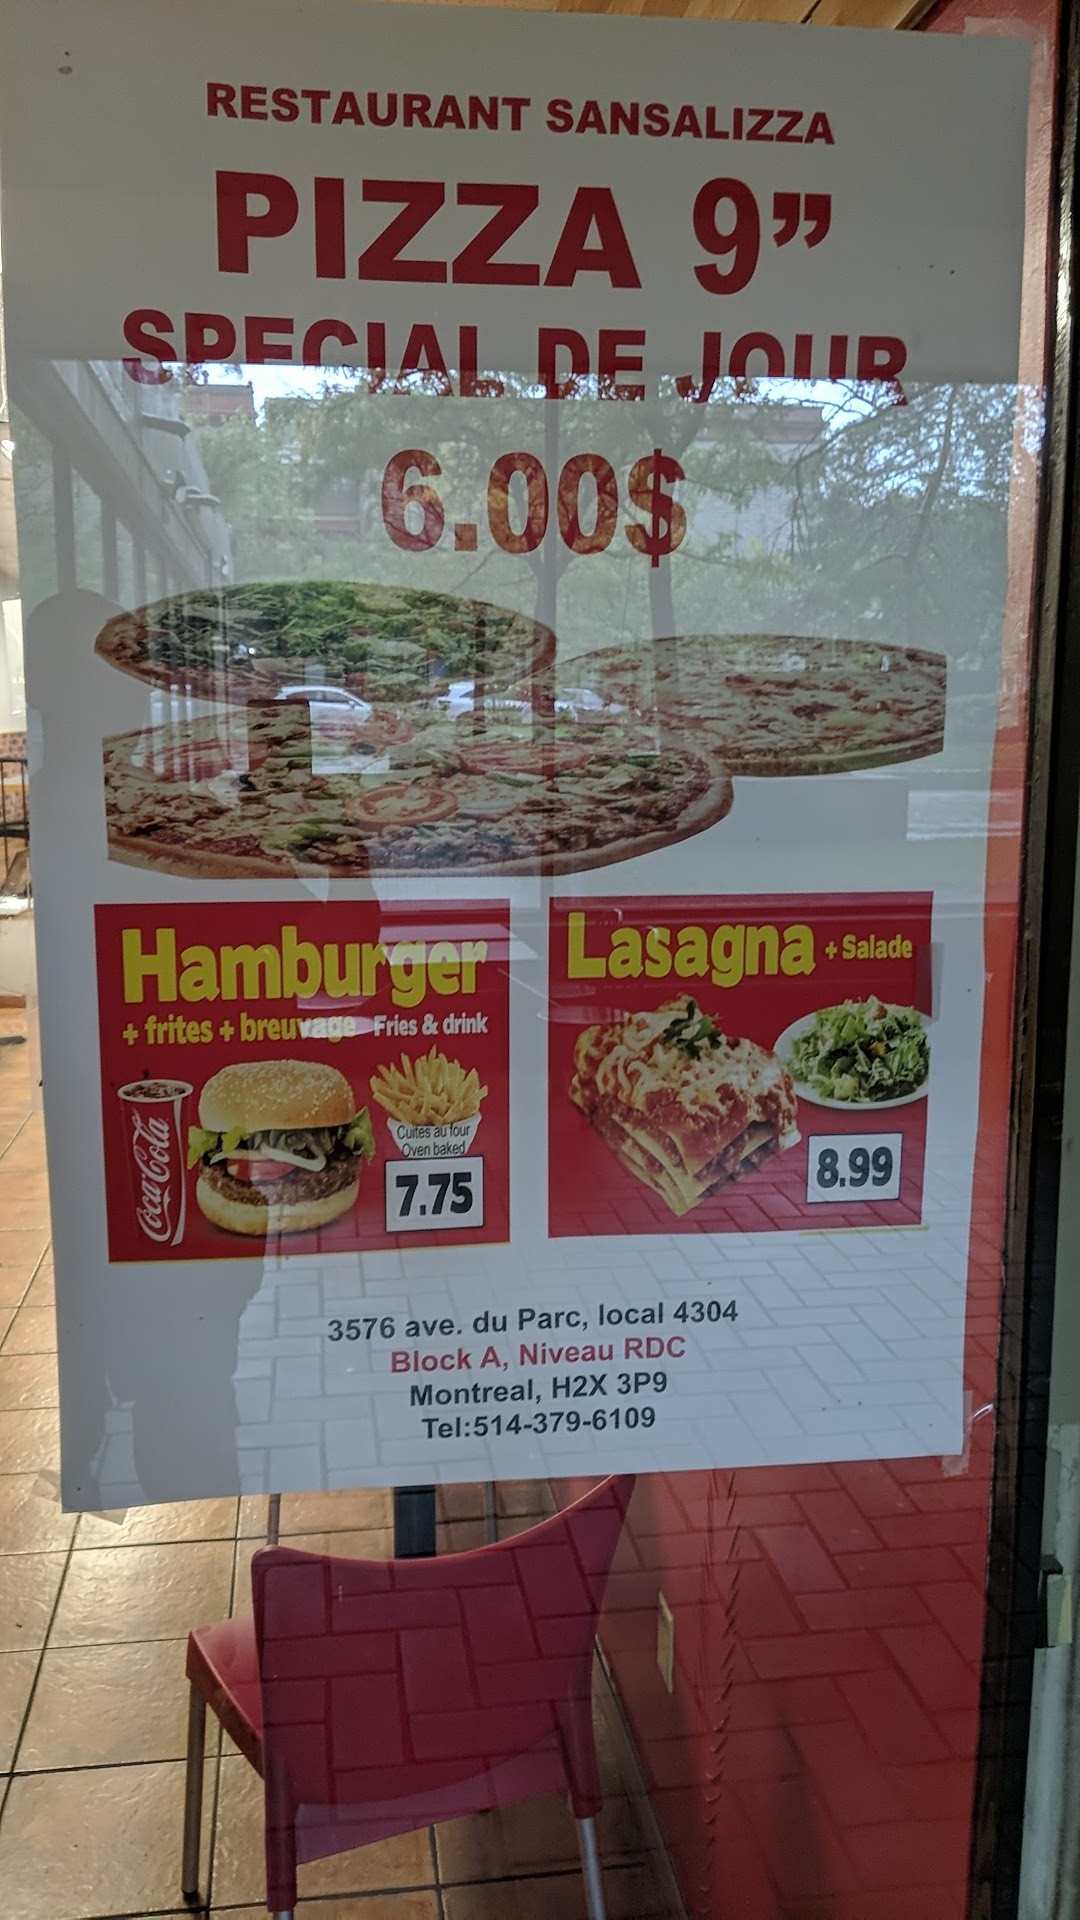 RESTAURANT SANSALIZZA
PIZZA 9”
SPECIAL DE JOUR
6.00$
Hamburger
+ frites + breuvage Fries & drink
Coca-Cola
Cuites au four
Oven baked
7.75
Lasagna + Salade
8.99
3576 ave. du Parc, local 4304
Block A, Niveau RDC
Montreal, H2X 3P9
Tel:514-379-6109